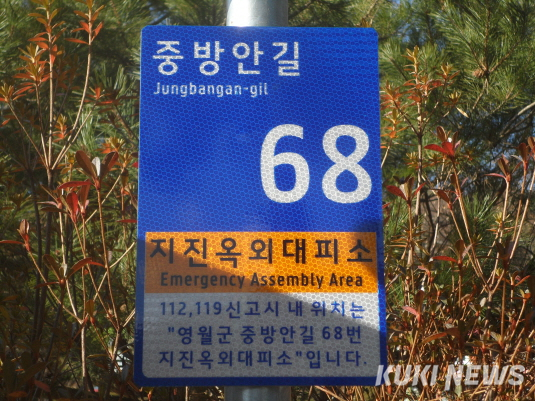 중방안길
Jungbangan-gil
68
지진옥외대피소
Emergency Assembly Area
112,119신고시 내 위치는
"영월군 중방안길 68번
지진옥외대피소"입니다.
KUKI NEWS